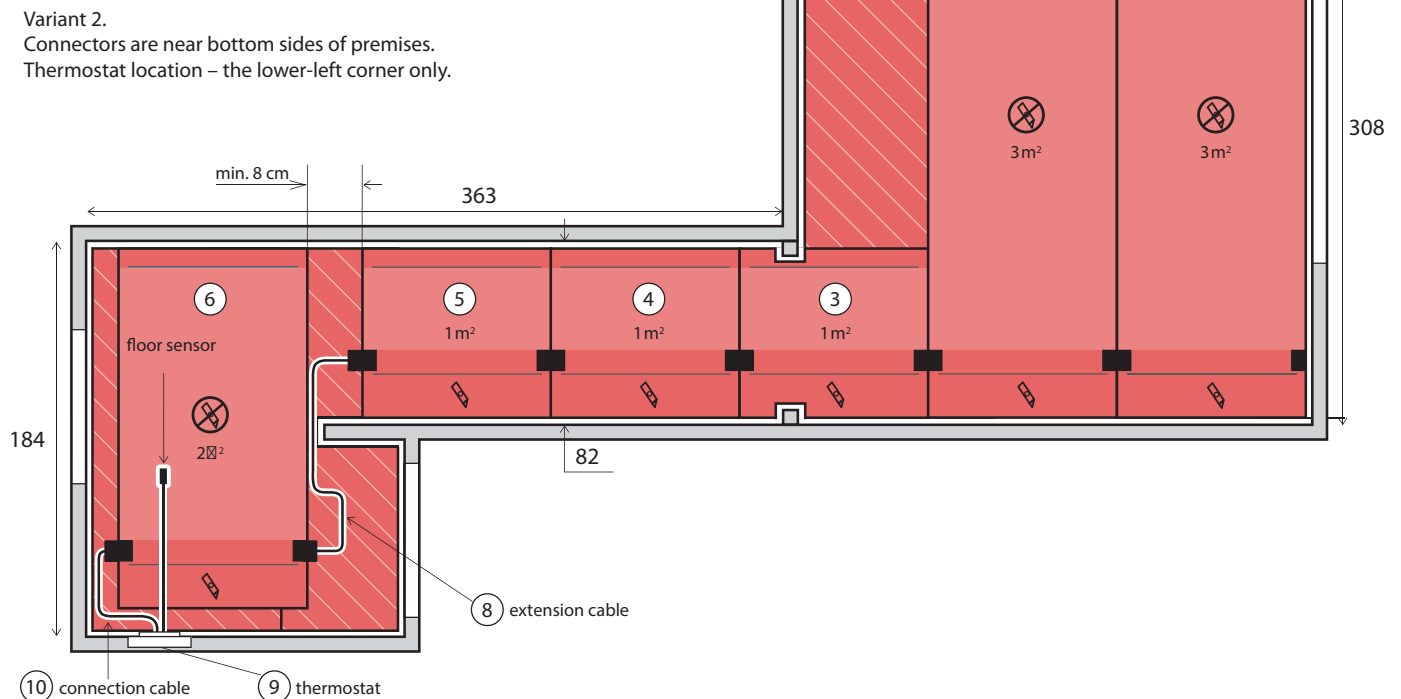 Variant 2.
Connectors are near bottom sides of premises.
Thermostat location – the lower-left corner only.
3 m²
3 m²
308
min. 8 cm
363
6
5
4
3
1 m²
1 m²
1 m²
floor sensor
184
2 ²
82
8 extension cable
10 connection cable
9 thermostat